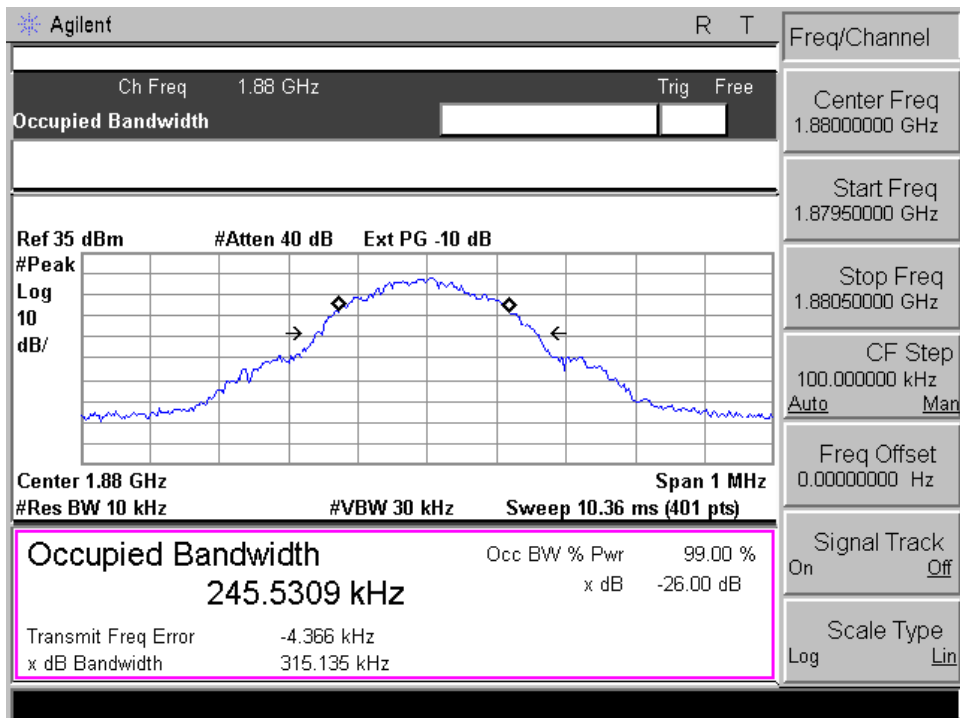 Agilent R T
Ch Freq 1.88 GHz Trig Free
Occupied Bandwidth
Ref 35 dBm #Atten 40 dB Ext PG -10 dB
#Peak
Log
10
dB/
Center 1.88 GHz Span 1 MHz
#Res BW 10 kHz #VBW 30 kHz Sweep 10.36 ms (401 pts)
Occupied Bandwidth Occ BW % Pwr 99.00 %
245.5309 kHz x dB -26.00 dB
Transmit Freq Error -4.366 kHz
x dB Bandwidth 315.135 kHz
Freq/Channel
Center Freq
1.88000000 GHz
Start Freq
1.87950000 GHz
Stop Freq
1.88050000 GHz
CF Step
100.000000 kHz
Auto Man
Freq Offset
0.00000000 Hz
Signal Track
On Off
Scale Type
Log Lin